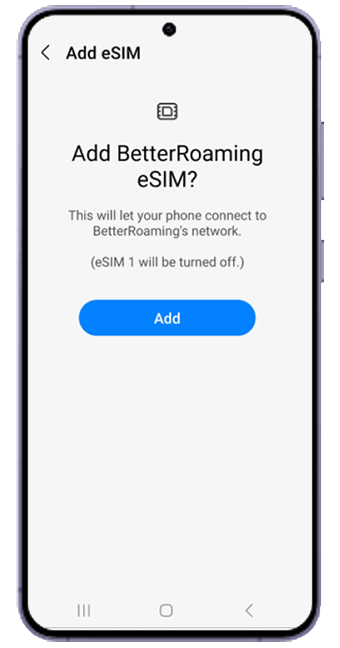 Add eSIM
Add BetterRoaming
eSIM?
This will let your phone connect to
BetterRoaming's network.
(eSIM 1 will be turned off.)
Add